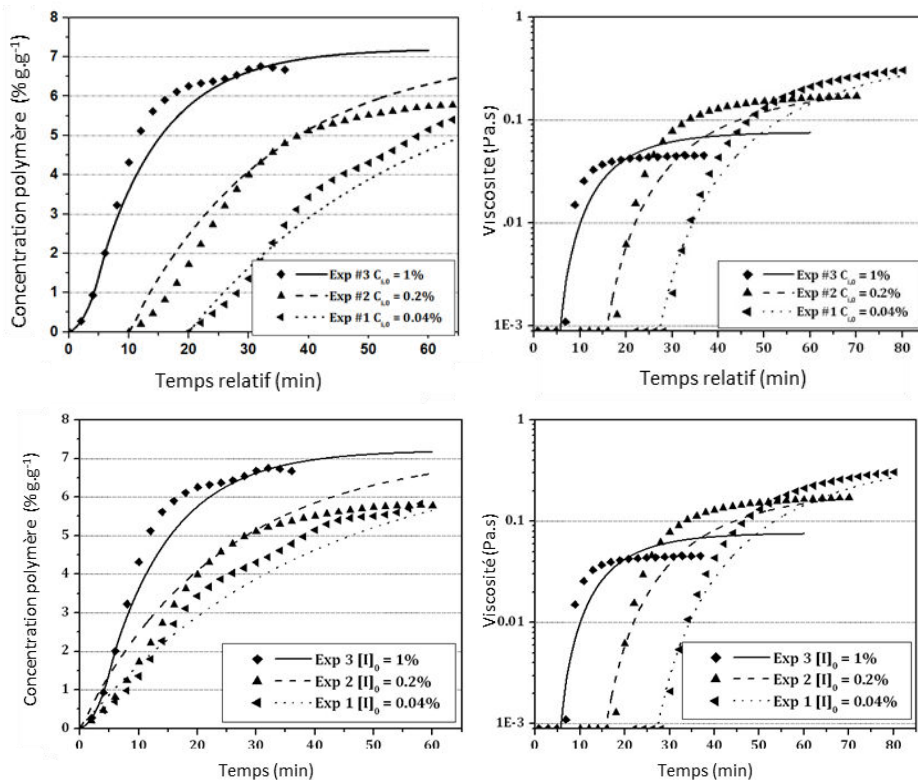 Concentration polymère (% g.g⁻¹)
8
7
6
5
4
3
2
1
0
0 10 20 30 40 50 60
Temps relatif (min)
Exp #3 C_{i,0} = 1%
Exp #2 C_{i,0} = 0.2%
Exp #1 C_{i,0} = 0.04%
Viscosité (Pa.s)
1
0.1
.01
1E-3
0 10 20 30 40 50 60 70 80
Temps relatif (min)
Exp #3 C_{i,0} = 1%
Exp #2 C_{i,0} = 0.2%
Exp #1 C_{i,0} = 0.04%
Concentration polymère (% g.g⁻¹)
8
7
6
5
4
3
2
1
0
0 10 20 30 40 50 60
Temps (min)
Exp 3 [I]₀ = 1%
Exp 2 [I]₀ = 0.2%
Exp 1 [I]₀ = 0.04%
Viscosité (Pa.s)
1
0.1
0.01
1E-3
0 10 20 30 40 50 60 70 80
Temps (min)
Exp 3 [I]₀ = 1%
Exp 2 [I]₀ = 0.2%
Exp 1 [I]₀ = 0.04%